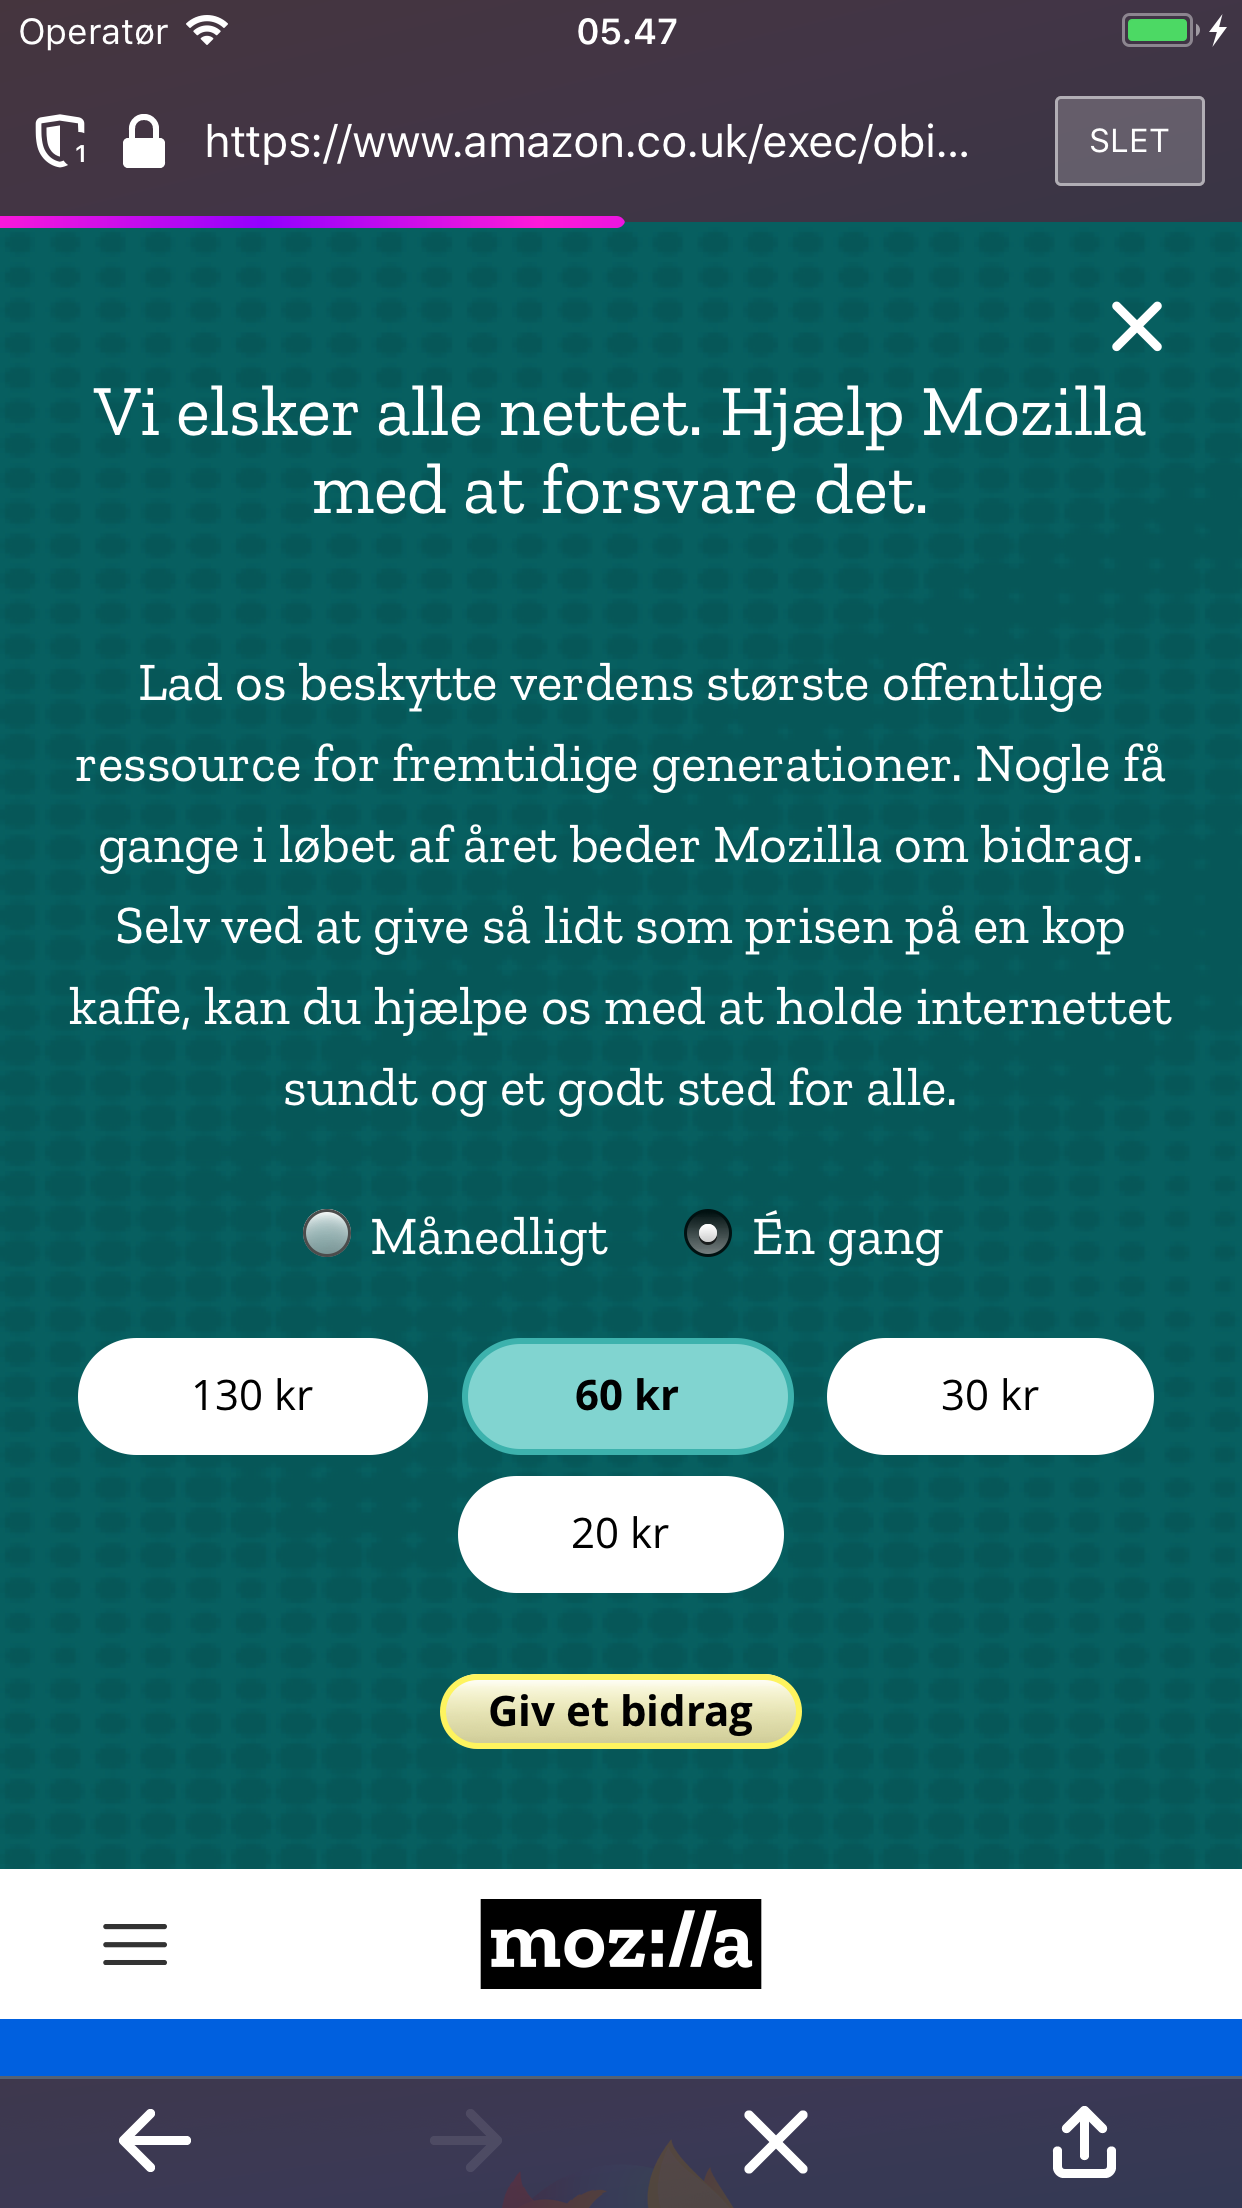 Operatør 05.47
1 https://www.amazon.co.uk/exec/obi... SLET
Vi elsker alle nettet. Hjælp Mozilla
med at forsvare det.
Lad os beskytte verdens største offentlige
ressource for fremtidige generationer. Nogle få
gange i løbet af året beder Mozilla om bidrag.
Selv ved at give så lidt som prisen på en kop
kaffe, kan du hjælpe os med at holde internettet
sundt og et godt sted for alle.
Månedligt Én gang
130 kr 60 kr 30 kr
20 kr
Giv et bidrag
moz://a